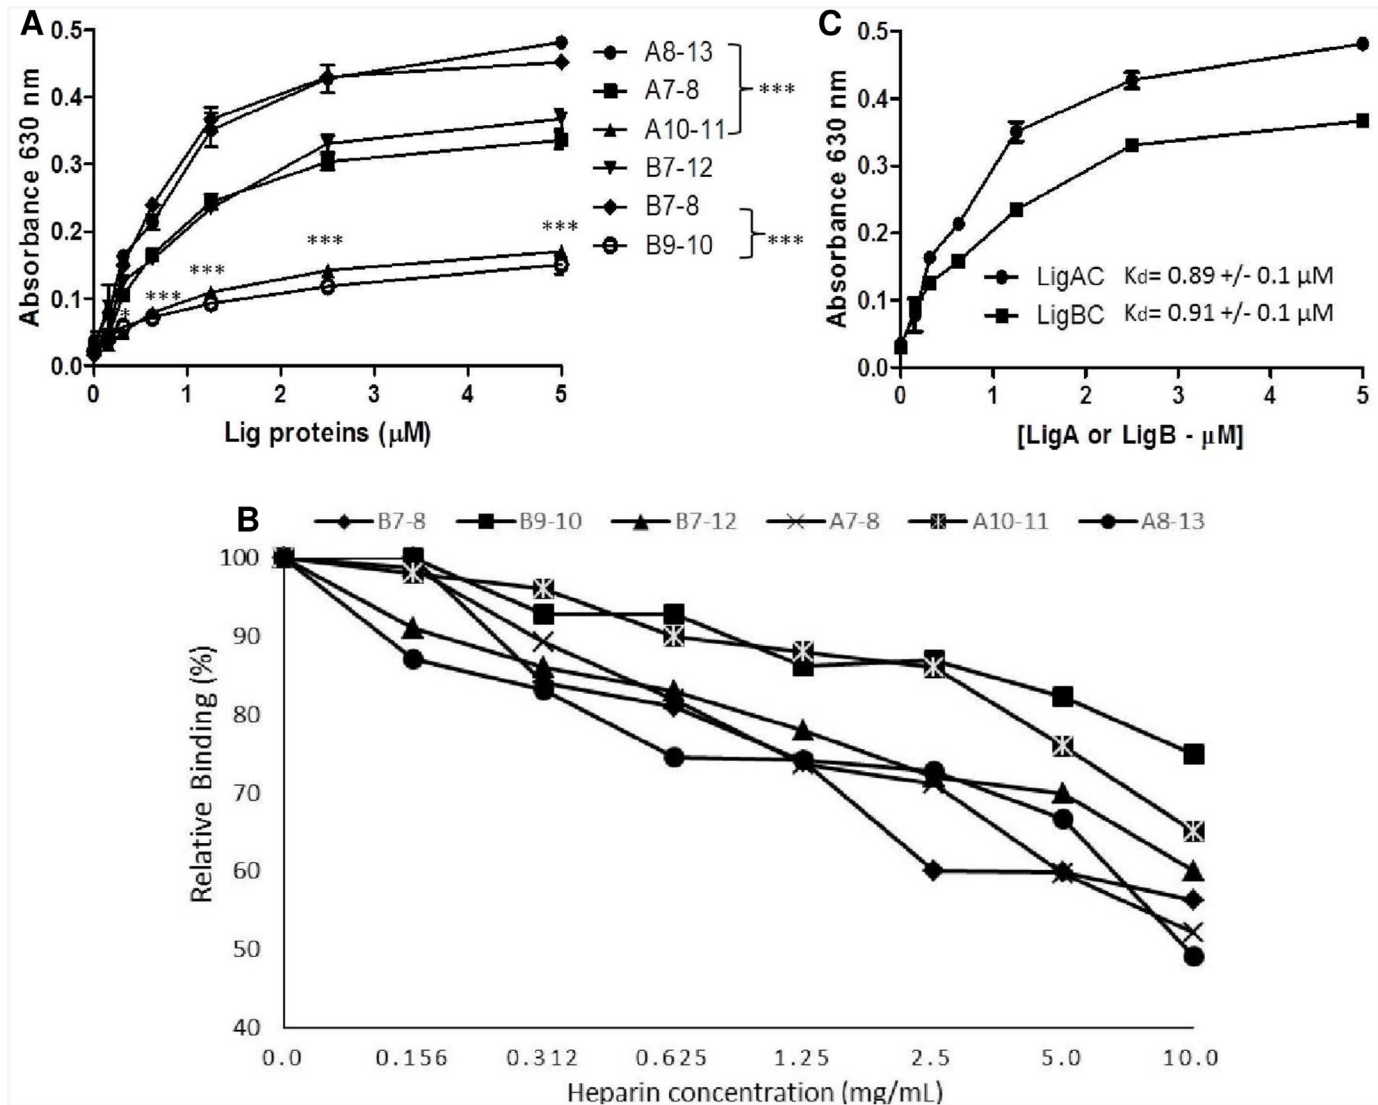 A
Absorbance 630 nm
0.5
0.4
0.3
0.2
0.1
0.0
***
***
***
***
*
0 1 2 3 4 5
Lig proteins (μM)
A8-13
A7-8
A10-11
***
B7-12
B7-8
B9-10
***
C
Absorbance 630 nm
0.5
0.4
0.3
0.2
0.1
0.0
LigAC Kd= 0.89 +/- 0.1 μM
LigBC Kd= 0.91 +/- 0.1 μM
0 1 2 3 4 5
[LigA or LigB - μM]
B
B7-8 B9-10 B7-12 A7-8 A10-11 A8-13
Relative Binding (%)
100
90
80
70
60
50
40
0.0 0.156 0.312 0.625 1.25 2.5 5.0 10.0
Heparin concentration (mg/mL)